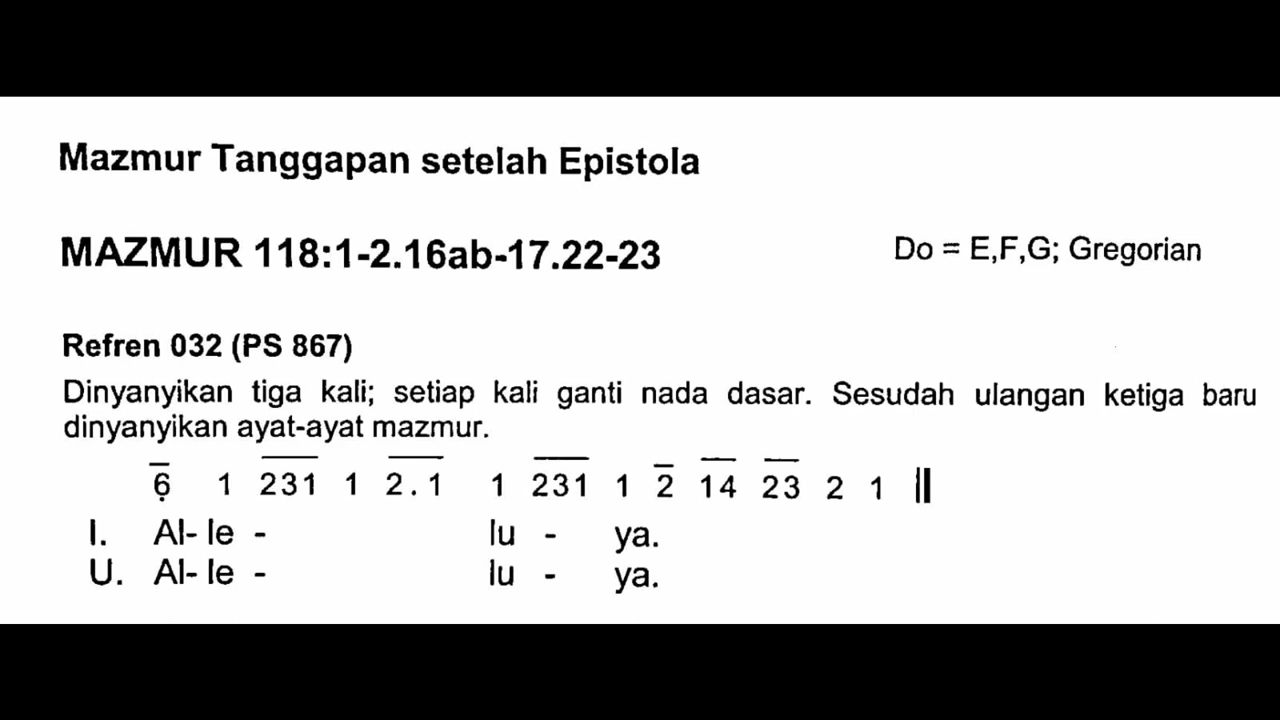 Mazmur Tanggapan setelah Epistola
MAZMUR 118:1-2.16ab-17.22-23 Do = E,F,G; Gregorian
Refren 032 (PS 867)
Dinyanyikan tiga kali; setiap kali ganti nada dasar. Sesudah ulangan ketiga baru
dinyanyikan ayat-ayat mazmur.
6̣ 1 231 1 2.1 1 231 1 2 14 23 2 1 ||
I. Al- le - lu - ya.
U. Al- le - lu - ya.